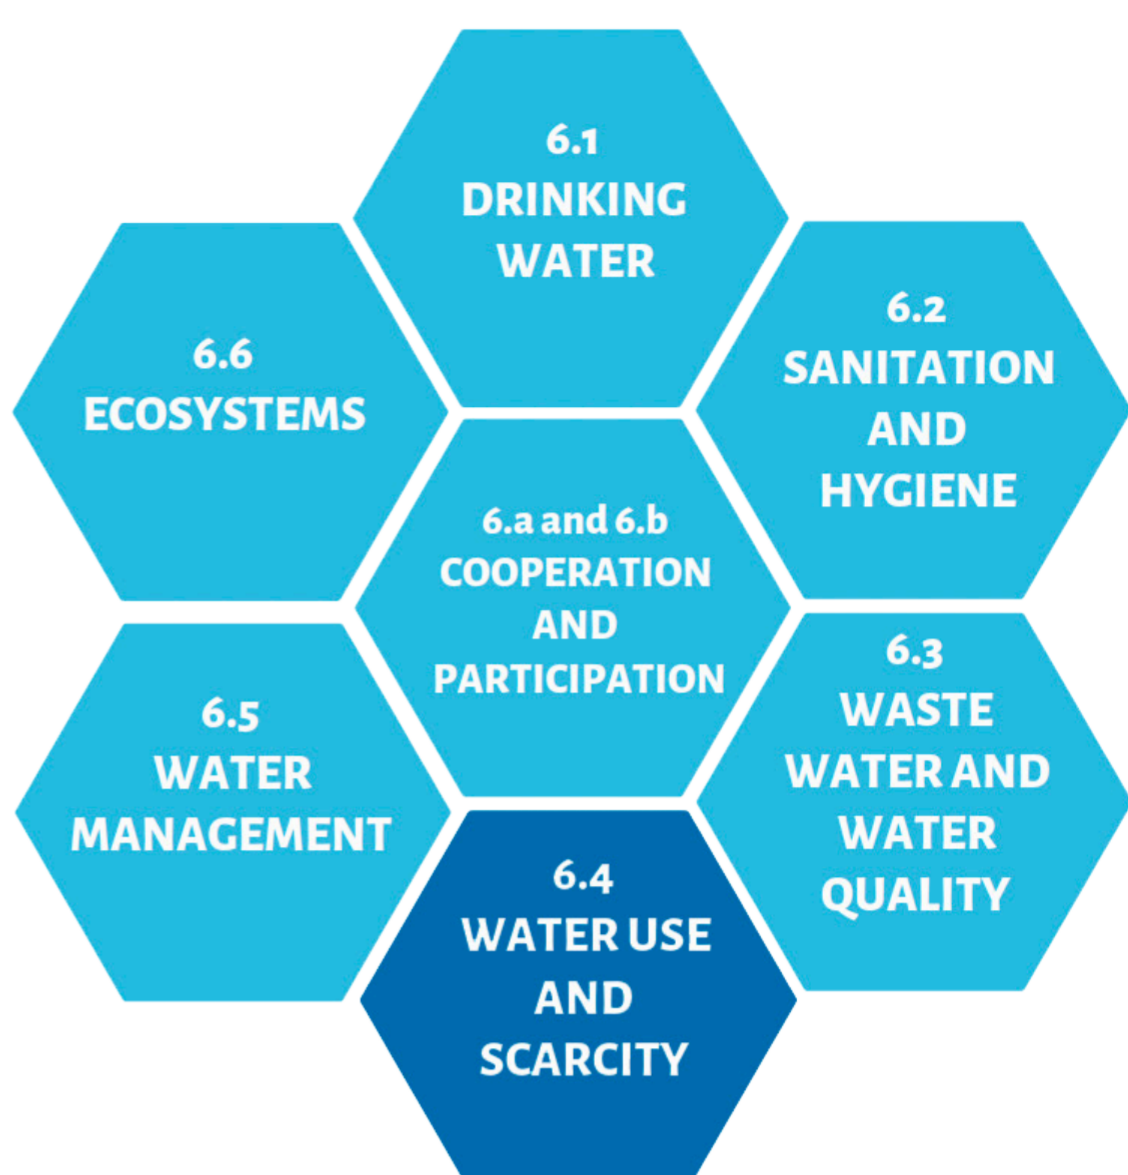 6.1
DRINKING
WATER
6.2
SANITATION
AND
HYGIENE
6.6
ECOSYSTEMS
6.a and 6.b
COOPERATION
AND
PARTICIPATION
6.3
WASTE
WATER AND
WATER
QUALITY
6.5
WATER
MANAGEMENT
6.4
WATER USE
AND
SCARCITY